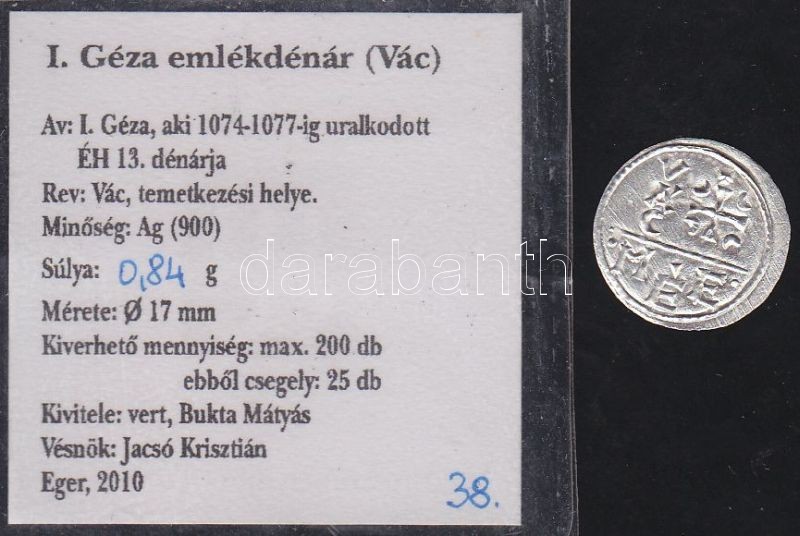 I. Géza emlékdénár (Vác)
Av: I. Géza, aki 1074-1077-ig uralkodott
ÉH 13. dénárja
Rev: Vác, temetkezési helye.
Minőség: Ag (900)
Súlya: 0,84 g
darabanth
Mérete: Ø 17 mm
Kiverhető mennyiség: max. 200 db
ebből csegely: 25 db
Kivitele: vert, Bukta Mátyás
Vésnök: Jacsó Krisztián
Eger, 2010
38.